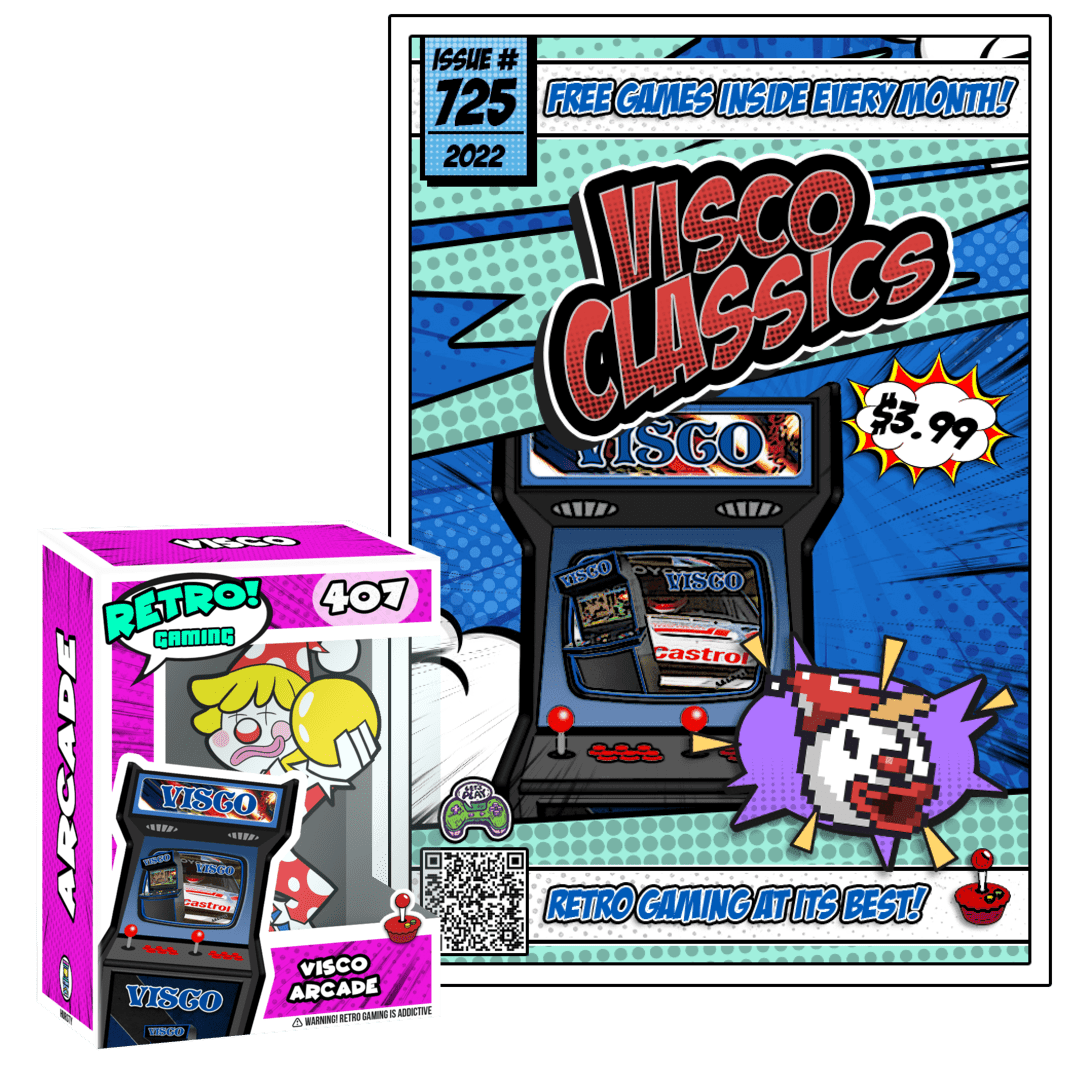 ISSUE #
725
2022
FREE GAMES INSIDE EVERY MONTH!
VISCO
CLASSICS
$3.99
VISCO
VISCO
VISCO
Castrol
LET'S
PLAY
RETRO GAMING AT ITS BEST!
VISCO
RETRO!
GAMING
407
ARCADE
VISCO
VISCO
VISCO
Castrol
VISCO
VISCO
VISCO
ARCADE
⚠ WARNING! RETRO GAMING IS ADDICTIVE